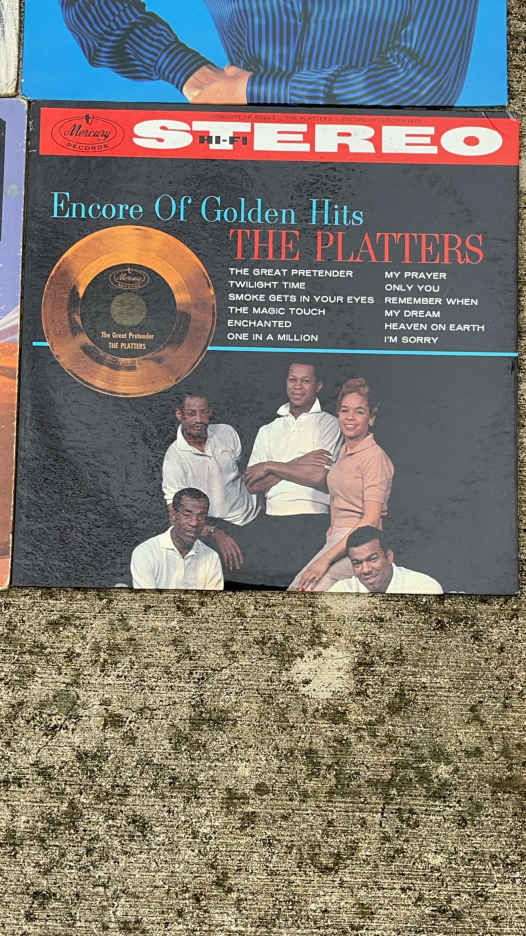 Mercury
RECORDS
STEREO
HI-FI
Encore Of Golden Hits
THE PLATTERS
THE GREAT PRETENDER
TWILIGHT TIME
SMOKE GETS IN YOUR EYES
THE MAGIC TOUCH
ENCHANTED
ONE IN A MILLION
MY PRAYER
ONLY YOU
REMEMBER WHEN
MY DREAM
HEAVEN ON EARTH
I'M SORRY
Mercury
RECORDS
The Great Pretender
THE PLATTERS